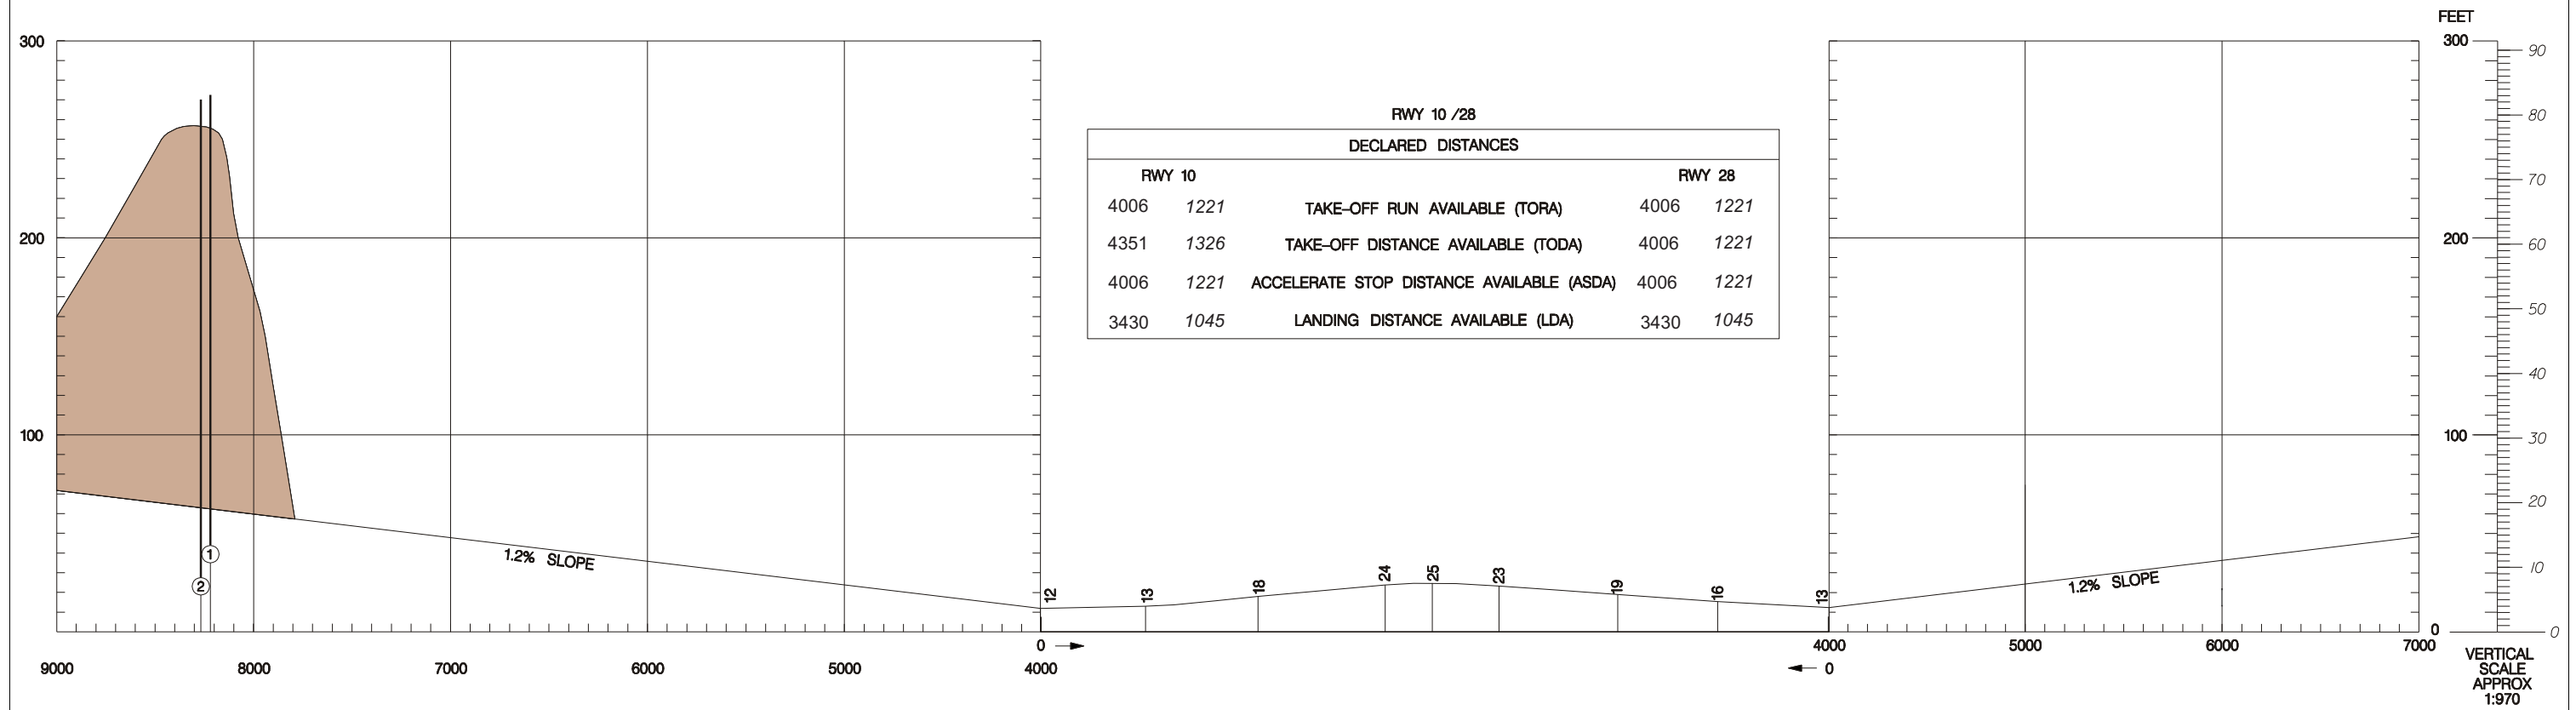 FEET
300
300
90
RWY 10 /28
80
DECLARED DISTANCES
RWY 10 RWY 28
70
4006 1221 TAKE–OFF RUN AVAILABLE (TORA) 4006 1221
200
200
60
4351 1326 TAKE–OFF DISTANCE AVAILABLE (TODA) 4006 1221
4006 1221 ACCELERATE STOP DISTANCE AVAILABLE (ASDA) 4006 1221
50
3430 1045 LANDING DISTANCE AVAILABLE (LDA) 3430 1045
40
100
100
30
20
1
1.2% SLOPE
10
2
12 13 18 24 25 23 19 16 13
1.2% SLOPE
0
0
0 4000 5000 6000 7000
9000 8000 7000 6000 5000 4000 0
VERTICAL
SCALE
APPROX
1:970